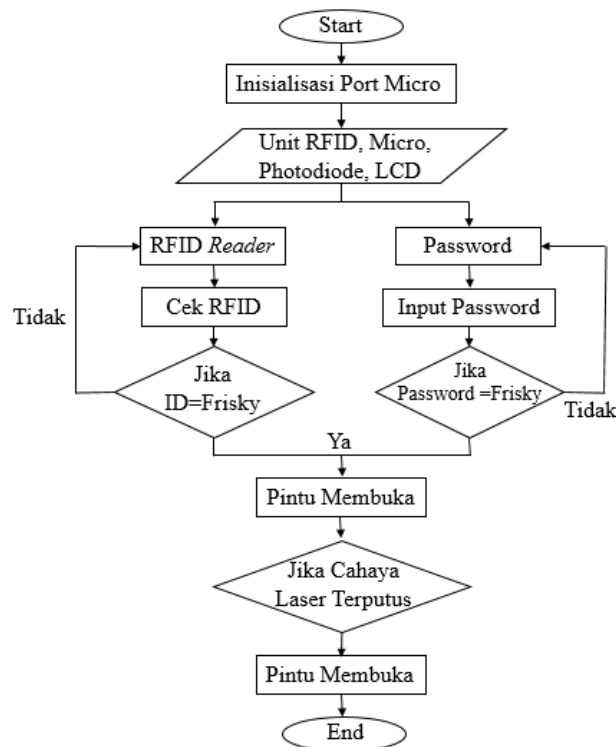 Start
Inisialisasi Port Micro
Unit RFID, Micro,
Photodiode, LCD
RFID Reader
Password
Cek RFID
Input Password
Tidak
Jika
ID=Frisky
Jika
Password =Frisky
Tidak
Ya
Pintu Membuka
Jika Cahaya
Laser Terputus
Pintu Membuka
End